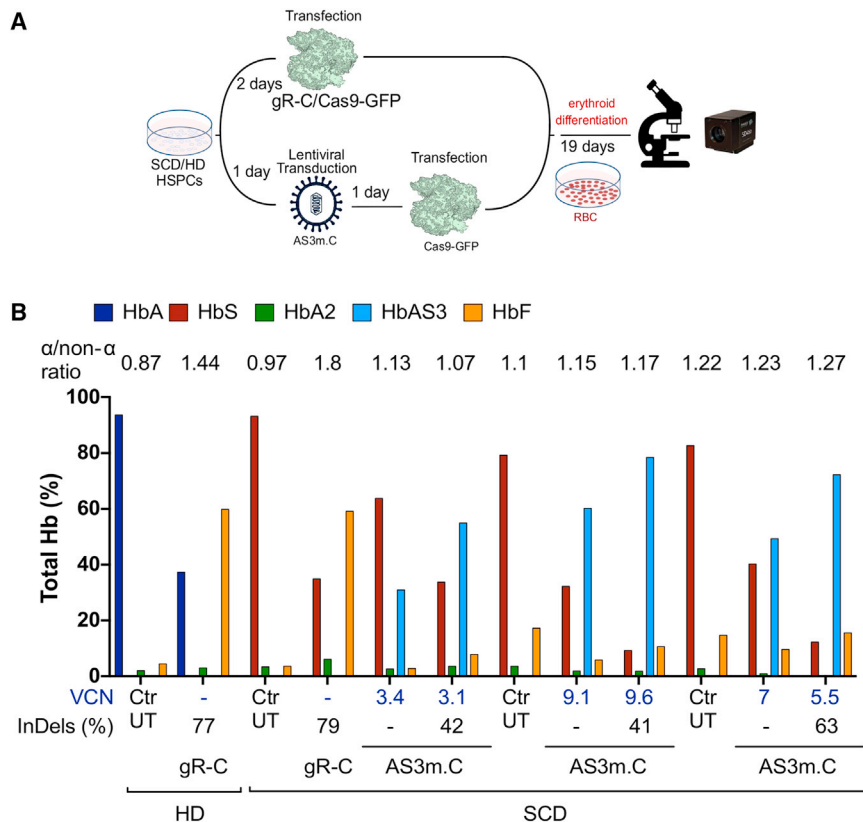 A
Transfection
2 days
gR-C/Cas9-GFP
SCD/HD
HSPCs
1 day
Lentiviral
Transduction
AS3m.C
1 day
Transfection
Cas9-GFP
erythroid
differentiation
19 days
RBC
B
HbA HbS HbA2 HbAS3 HbF
α/non-α
ratio
0.87 1.44 0.97 1.8 1.13 1.07 1.1 1.15 1.17 1.22 1.23 1.27
Total Hb (%)
100
80
60
40
20
0
VCN Ctr - Ctr - 3.4 3.1 Ctr 9.1 9.6 Ctr 7 5.5
InDels (%) UT 77 UT 79 - 42 UT - 41 UT - 63
gR-C gR-C AS3m.C AS3m.C AS3m.C
HD SCD